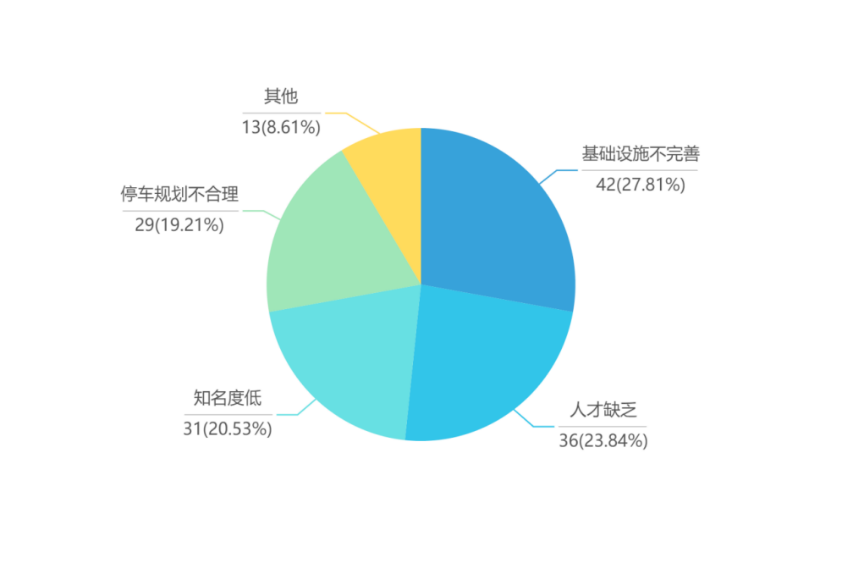 其他
13(8.61%)
基础设施不完善
42(27.81%)
停车规划不合理
29(19.21%)
知名度低
31(20.53%)
人才缺乏
36(23.84%)